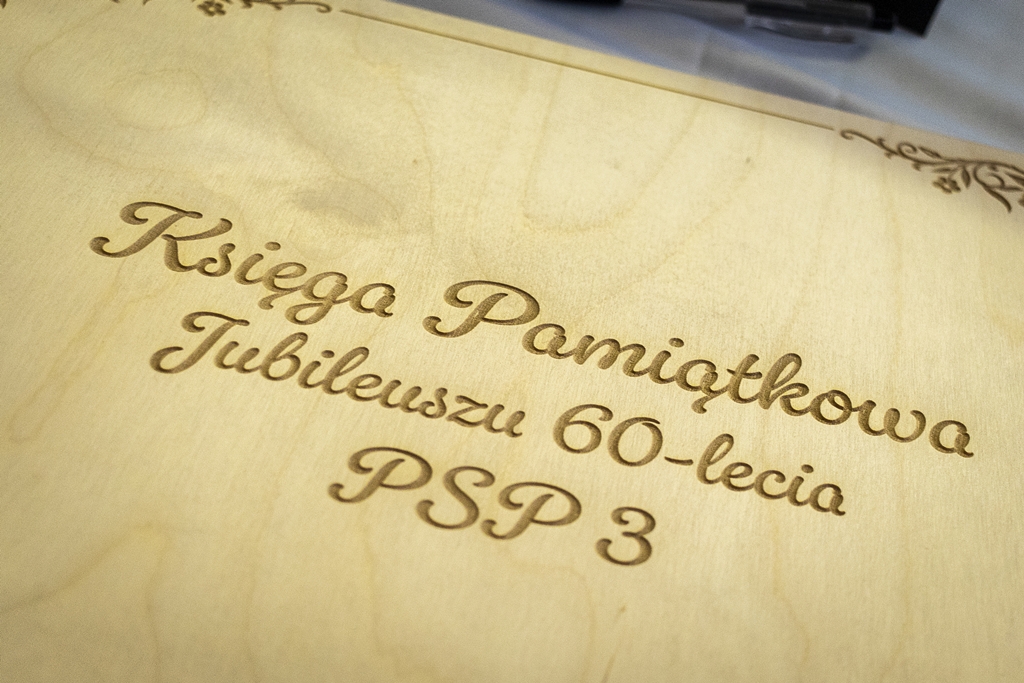 Księga Pamiątkowa
Jubileuszu 60-lecia
PSP 3